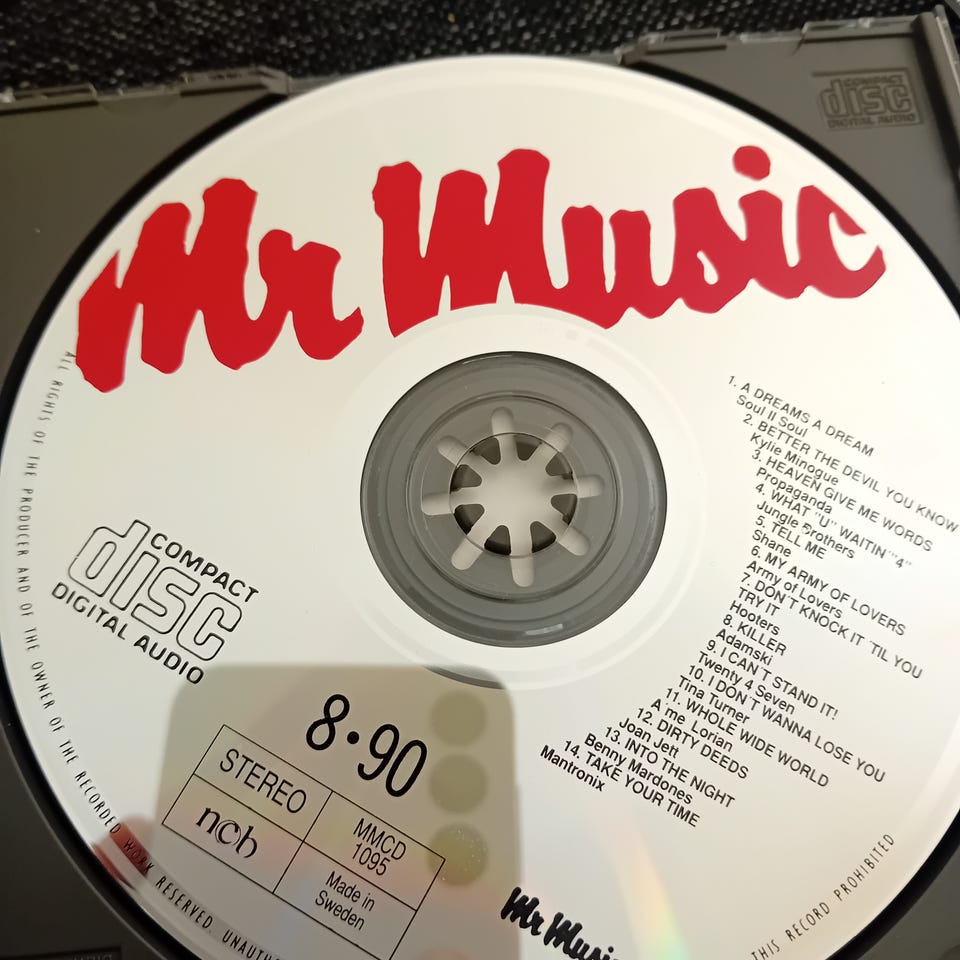 COMPACT
disc
DIGITAL AUDIO
Mr Music
1. A DREAMS A DREAM
Soul II Soul
2. BETTER THE DEVIL YOU KNOW
Kylie Minogue
3. HEAVEN GIVE ME WORDS
Propaganda
4. WHAT "U" WAITIN'"4"
Jungle Brothers
5. TELL ME
Shane
6. MY ARMY OF LOVERS
Army of Lovers
7. DON´T KNOCK IT ´TIL YOU
TRY IT
Hooters
8. KILLER
Adamski
9. I CAN´T STAND IT!
Twenty 4 Seven
10. I DON´T WANNA LOSE YOU
Tina Turner
11. WHOLE WIDE WORLD
A´me Lorian
12. DIRTY DEEDS
Joan Jett
13. INTO THE NIGHT
Benny Mardones
14. TAKE YOUR TIME
Mantronix
COMPACT
disc
DIGITAL AUDIO
8•90
STEREO
MMCD
1095
ncb
Made in
Sweden
Mr Music
ALL RIGHTS OF THE PRODUCER AND OF THE OWNER OF THE RECORDED WORK RESERVED. UNAUT
THIS RECORD PROHIBITED